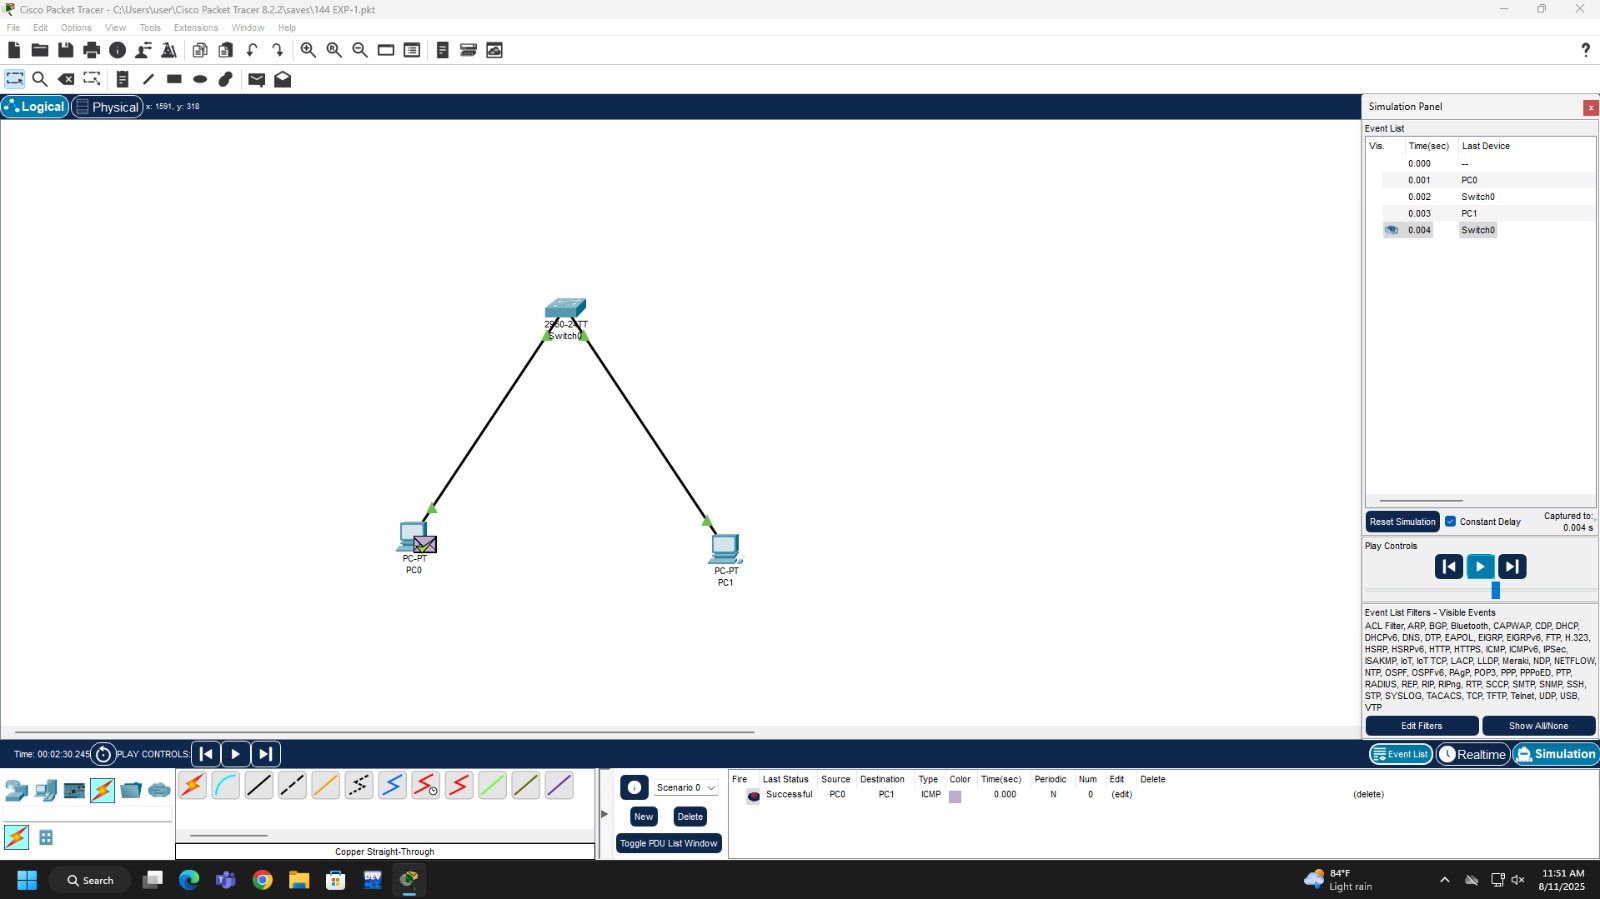 Cisco Packet Tracer - C:\Users\user\Cisco Packet Tracer 8.2.2\saves\144 EXP-1.pkt
File Edit Options View Tools Extensions Window Help
Logical Physical x: 1591, y: 318
Simulation Panel
Event List
Vis. Time(sec) Last Device
0.000 --
0.001 PC0
0.002 Switch0
0.003 PC1
0.004 Switch0
2960-24TT
Switch0
PC-PT
PC0
PC-PT
PC1
Reset Simulation Constant Delay Captured to:
0.004 s
Play Controls
Event List Filters - Visible Events
ACL Filter, ARP, BGP, Bluetooth, CAPWAP, CDP, DHCP,
DHCPv6, DNS, DTP, EAPOL, EIGRP, EIGRPv6, FTP, H.323,
HSRP, HSRPv6, HTTP, HTTPS, ICMP, ICMPv6, IPSec,
ISAKMP, IoT, IoT TCP, LACP, LLDP, Meraki, NDP, NETFLOW,
NTP, OSPF, OSPFv6, PAgP, POP3, PPP, PPPoED, PTP,
RADIUS, REP, RIP, RIPng, RTP, SCCP, SMTP, SNMP, SSH,
STP, SYSLOG, TACACS, TCP, TFTP, Telnet, UDP, USB,
VTP
Edit Filters Show All/None
Time: 00:02:30.245 PLAY CONTROLS: Event List Realtime Simulation
Scenario 0
New Delete
Toggle PDU List Window
Fire Last Status Source Destination Type Color Time(sec) Periodic Num Edit Delete
Successful PC0 PC1 ICMP 0.000 N 0 (edit) (delete)
Copper Straight-Through
Search
DEV
84°F
Light rain
11:51 AM
8/11/2025